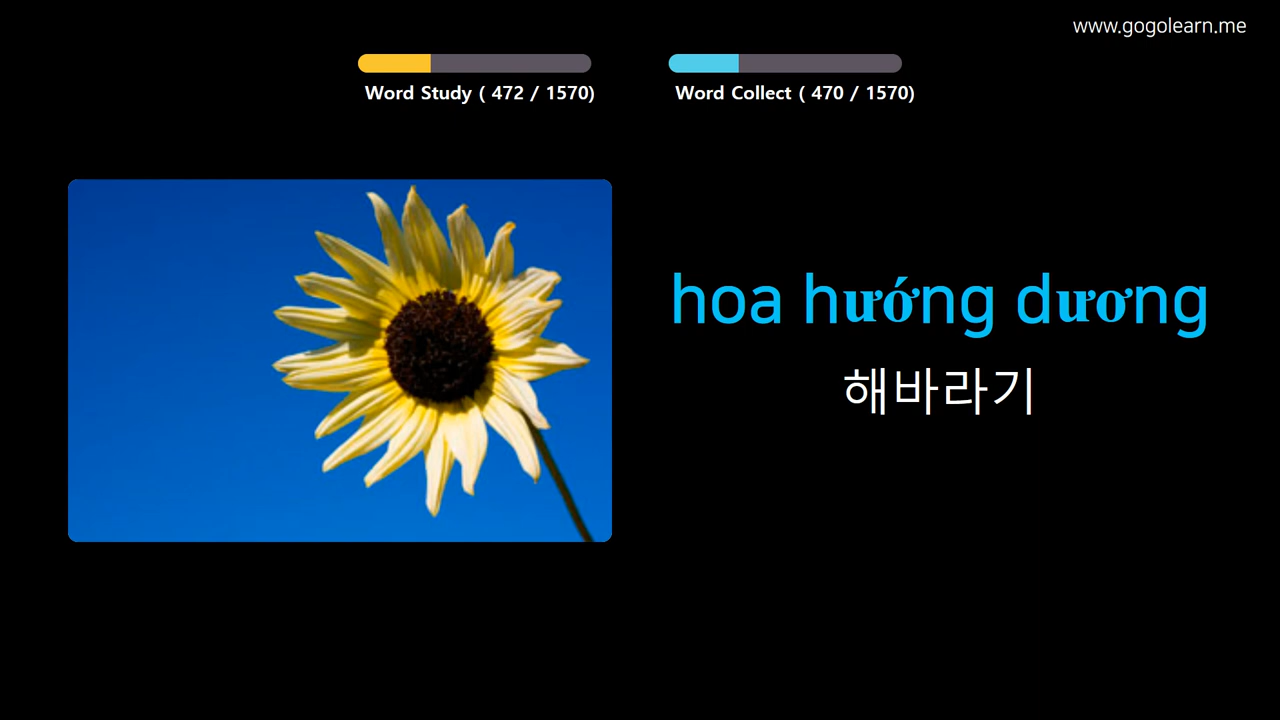 www.gogolearn.me
Word Study ( 472 / 1570)
Word Collect ( 470 / 1570)
hoa hướng dương
해바라기